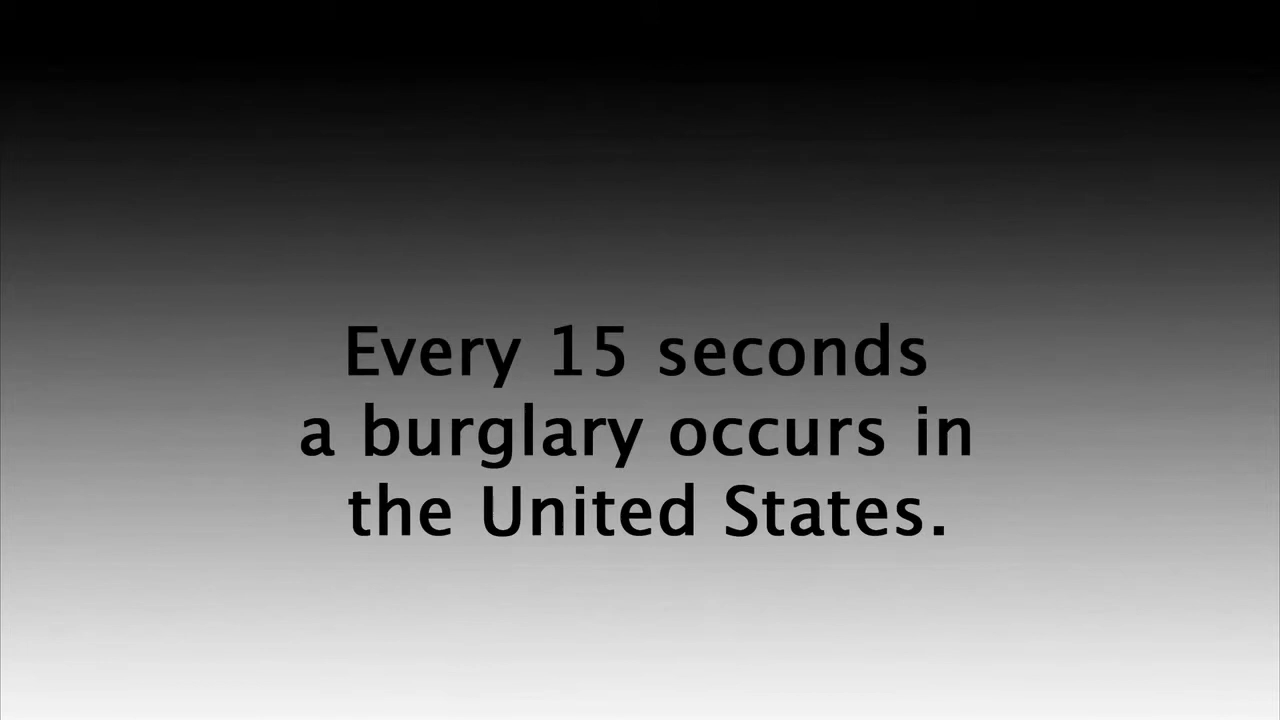 Every 15 seconds
a burglary occurs in
the United States.